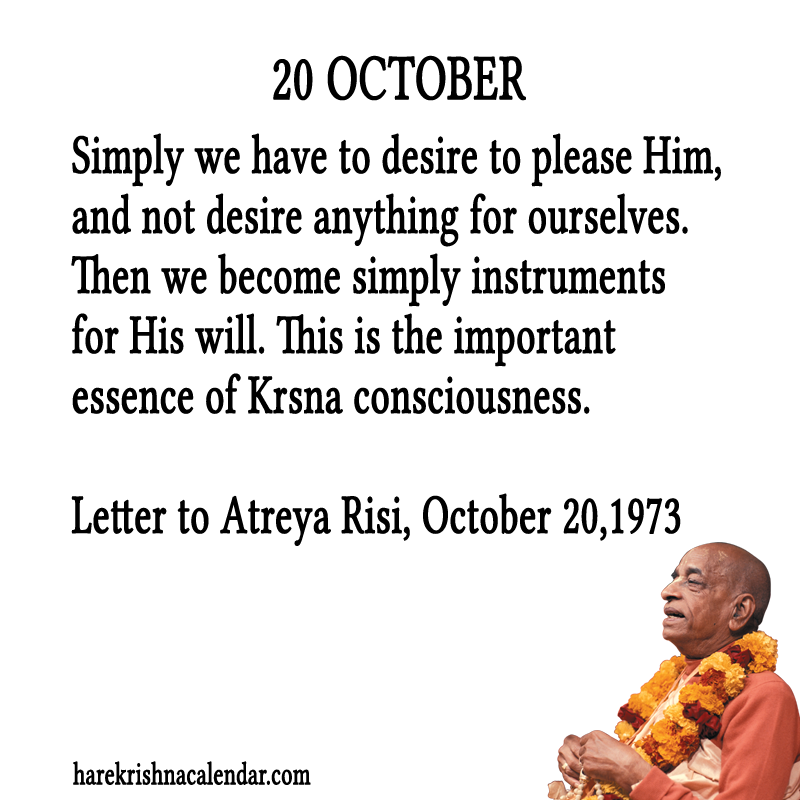 20 OCTOBER
Simply we have to desire to please Him,
and not desire anything for ourselves.
Then we become simply instruments
for His will. This is the important
essence of Krsna consciousness.
Letter to Atreya Risi, October 20,1973
harekrishnacalendar.com